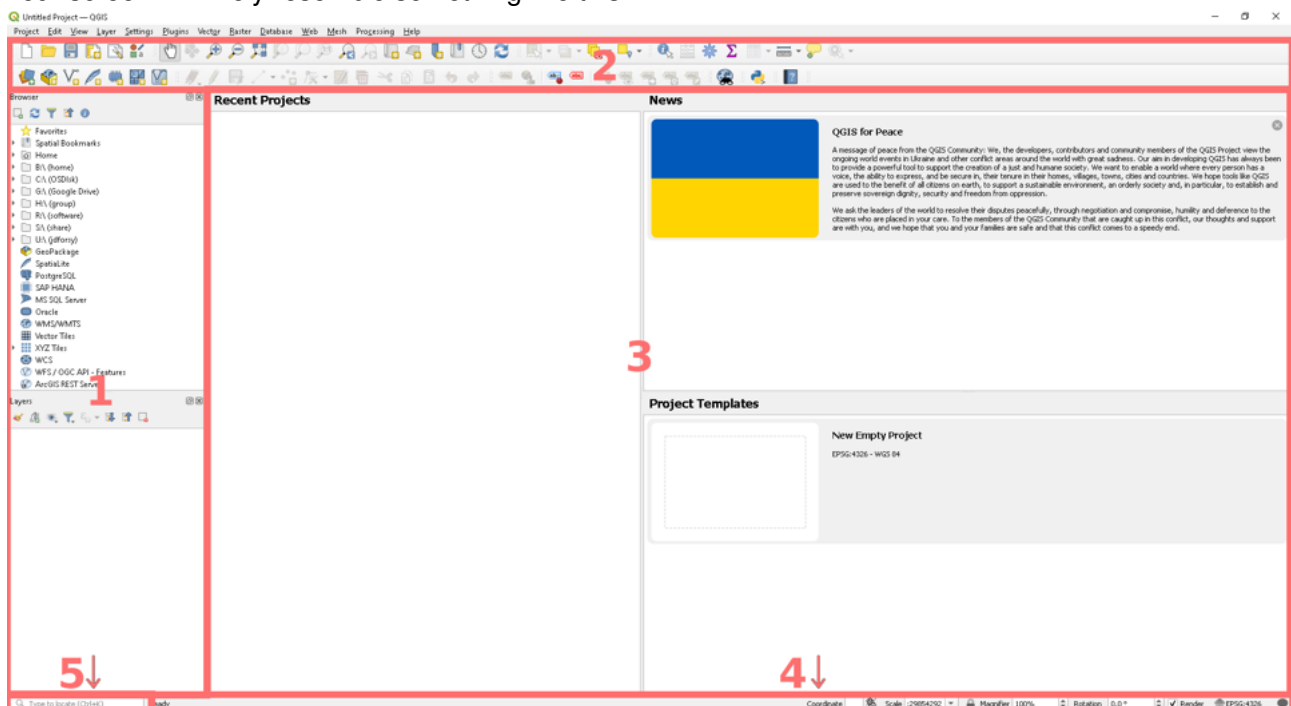 Untitled Project — QGIS
Project Edit View Layer Settings Plugins Vector Raster Database Web Mesh Processing Help
2
Browser
Favorites
Spatial Bookmarks
Home
B:\ (home)
C:\ (OSDisk)
G:\ (Google Drive)
H:\ (group)
R:\ (software)
S:\ (share)
U:\ (jdforsy)
GeoPackage
SpatiaLite
PostgreSQL
SAP HANA
MS SQL Server
Oracle
WMS/WMTS
Vector Tiles
XYZ Tiles
WCS
WFS / OGC API - Features
ArcGIS REST Serve
1
Layers
5↓
Recent Projects
3
News
QGIS for Peace
A message of peace from the QGIS Community: We, the developers, contributors and community members of the QGIS Project view the
ongoing world events in Ukraine and other conflict areas around the world with great sadness. Our aim in developing QGIS has always been
to provide a powerful tool to support the creation of a just and humane society. We want to enable a world where every person has a
voice, the ability to express, and be secure in, their tenure in their homes, villages, towns, cities and countries. We hope tools like QGIS
are used to the benefit of all citizens on earth, to support a sustainable environment, an orderly society and, in particular, to establish and
preserve sovereign dignity, security and freedom from oppression.
We ask the leaders of the world to resolve their disputes peacefully, through negotiation and compromise, humility and deference to the
citizens who are placed in your care. To the members of the QGIS Community that are caught up in this conflict, our thoughts and support
are with you, and we hope that you and your families are safe and that this conflict comes to a speedy end.
Project Templates
New Empty Project
EPSG:4326 - WGS 84
4↓
Type to locate (Ctrl+K) Coordinate Scale :29854292 Magnifier 100% Rotation 0.0° Render EPSG:4326